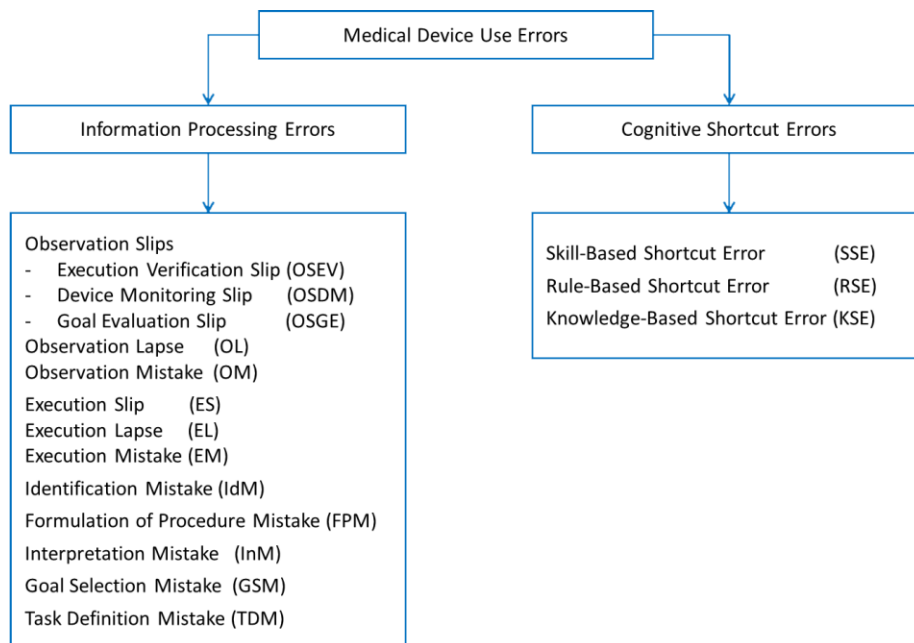 Medical Device Use Errors
Information Processing Errors
Cognitive Shortcut Errors
Observation Slips
- Execution Verification Slip (OSEV)
- Device Monitoring Slip (OSDM)
- Goal Evaluation Slip (OSGE)
Observation Lapse (OL)
Observation Mistake (OM)
Execution Slip (ES)
Execution Lapse (EL)
Execution Mistake (EM)
Identification Mistake (IdM)
Formulation of Procedure Mistake (FPM)
Interpretation Mistake (InM)
Goal Selection Mistake (GSM)
Task Definition Mistake (TDM)
Skill-Based Shortcut Error (SSE)
Rule-Based Shortcut Error (RSE)
Knowledge-Based Shortcut Error (KSE)